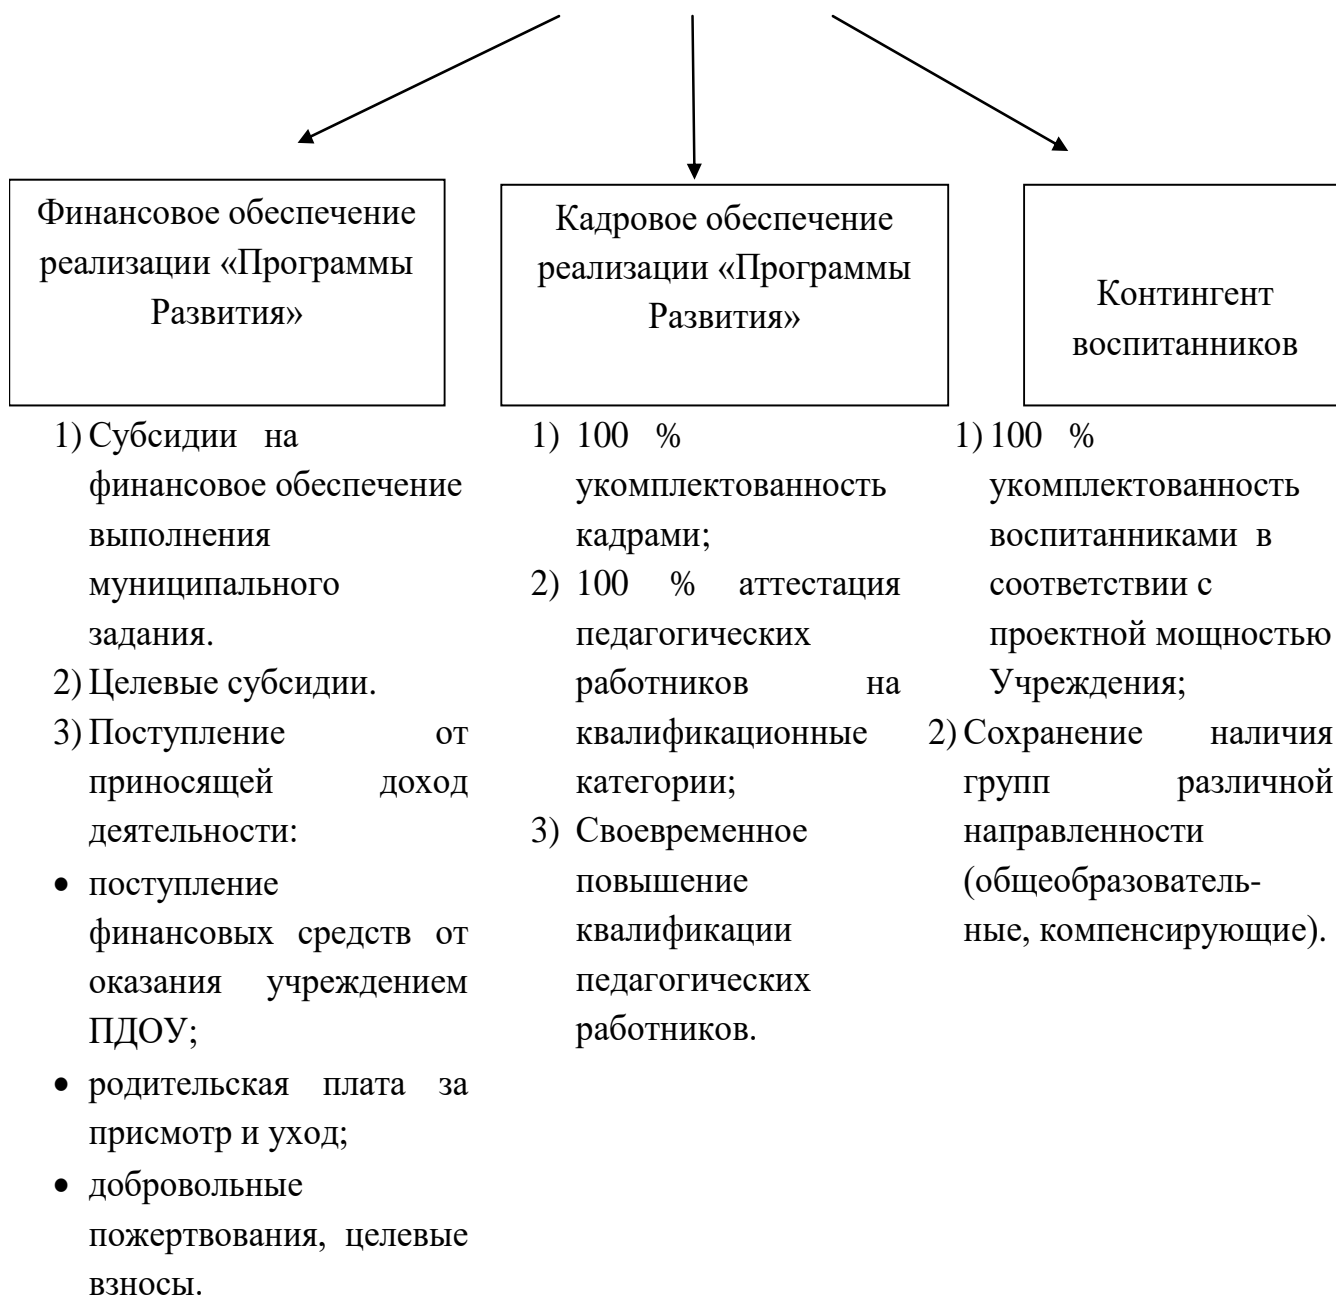 Финансовое обеспечение
реализации «Программы
Развития»
Кадровое обеспечение
реализации «Программы
Развития»
Контингент
воспитанников
1) Субсидии на
финансовое обеспечение
выполнения
муниципального
задания.
2) Целевые субсидии.
3) Поступление от
приносящей доход
деятельности:
• поступление
финансовых средств от
оказания учреждением
ПДОУ;
• родительская плата за
присмотр и уход;
• добровольные
пожертвования, целевые
взносы.
1) 100 %
укомплектованность
кадрами;
2) 100 % аттестация
педагогических
работников на
квалификационные
категории;
3) Своевременное
повышение
квалификации
педагогических
работников.
1) 100 %
укомплектованность
воспитанниками в
соответствии с
проектной мощностью
Учреждения;
2) Сохранение наличия
групп различной
направленности
(общеобразователь-
ные, компенсирующие).